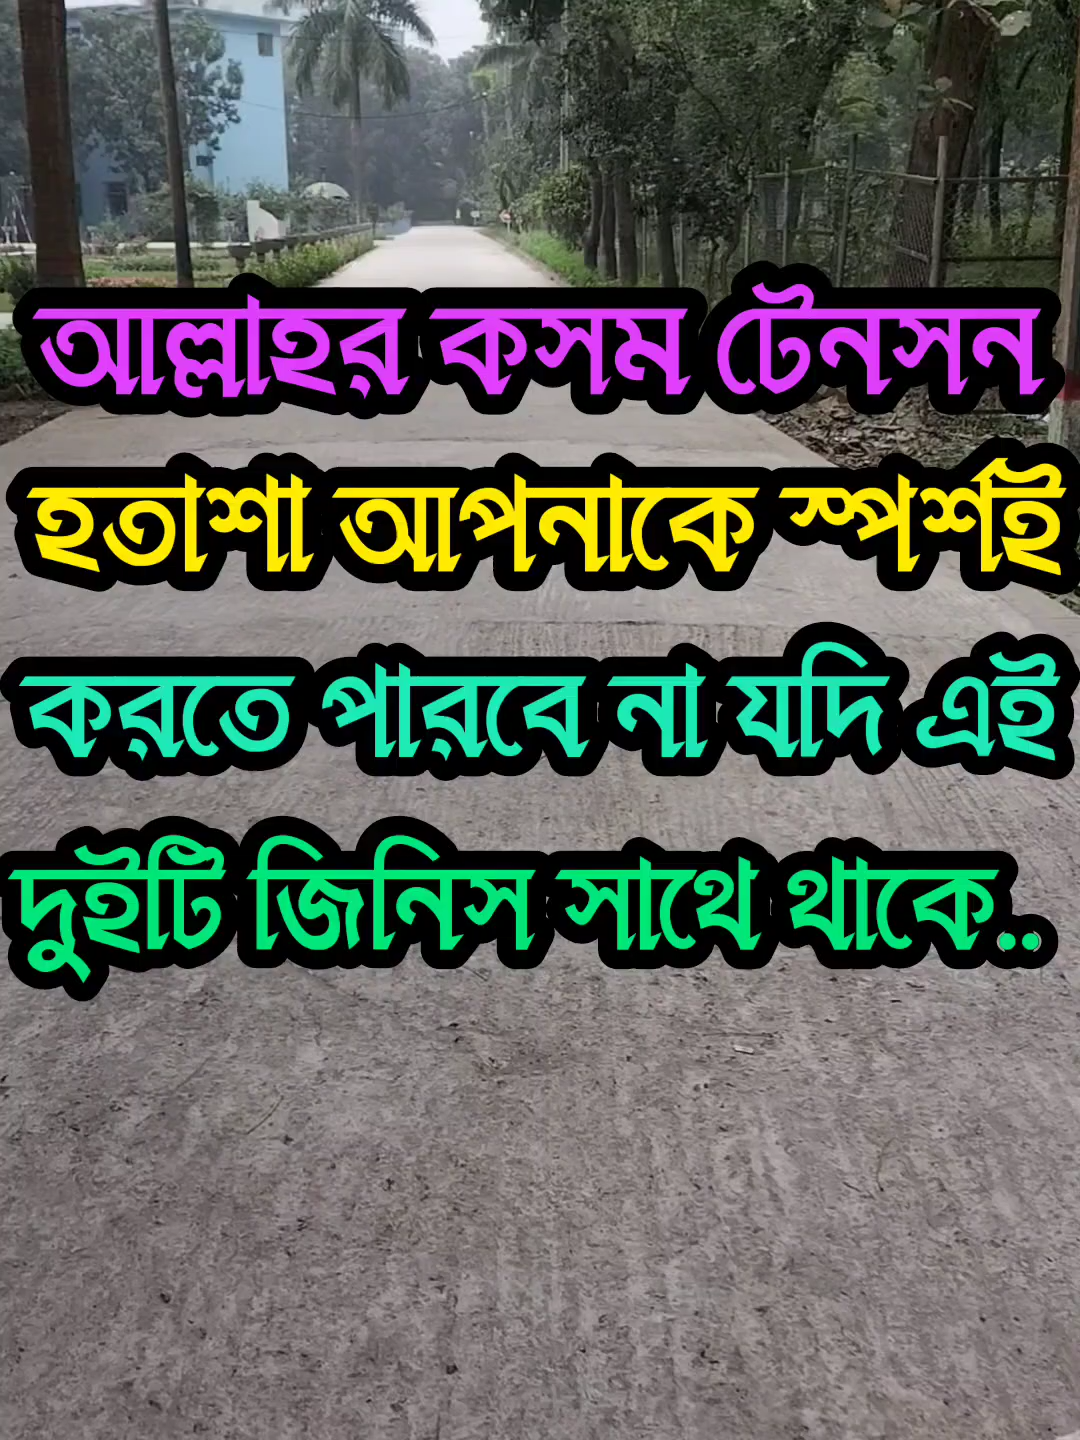 আল্লাহর কসম টেনসন
হতাশা আপনাকে স্পর্শই
করতে পারবে না যদি এই
দুইটি জিনিস সাথে থাকে..